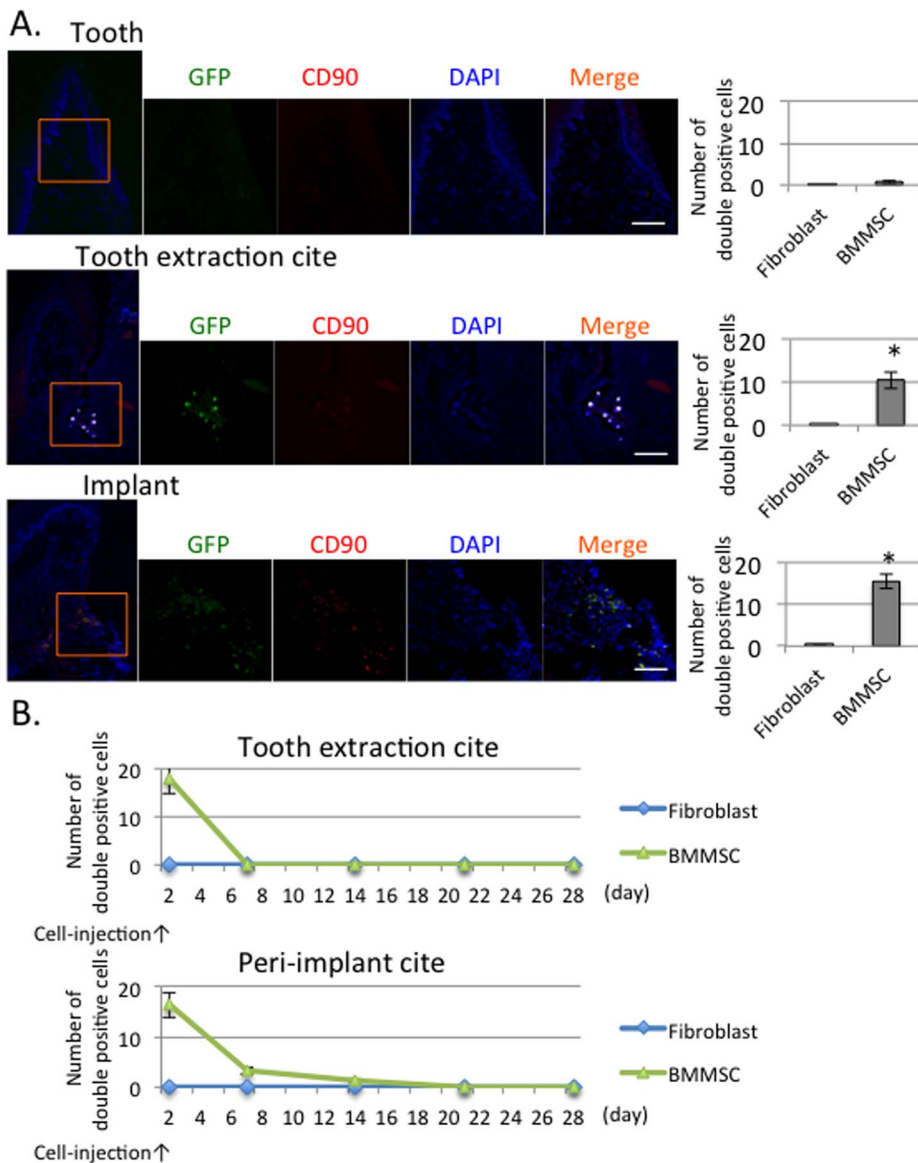 A.
Tooth
GFP CD90 DAPI Merge
Number of
double positive cells
20
10
0
Fibroblast
BMMSC
Tooth extraction cite
GFP CD90 DAPI Merge
Number of
double positive cells
20
10
0
*
Fibroblast
BMMSC
Implant
GFP CD90 DAPI Merge
Number of
double positive cells
20
10
0
*
Fibroblast
BMMSC
B.
Tooth extraction cite
Number of
double positive cells
20
10
0
2 4 6 8 10 12 14 16 18 20 22 24 26 28 (day)
Fibroblast
BMMSC
Cell-injection↑
Peri-implant cite
Number of
double positive cells
20
10
0
2 4 6 8 10 12 14 16 18 20 22 24 26 28 (day)
Fibroblast
BMMSC
Cell-injection↑